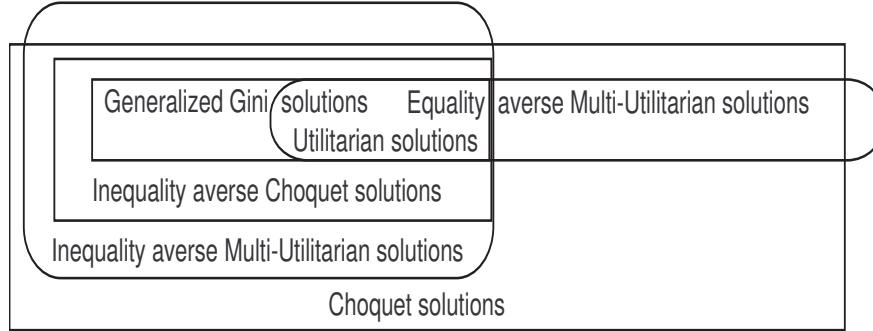 Generalized Gini solutions
Equality averse Multi-Utilitarian solutions
Utilitarian solutions
Inequality averse Choquet solutions
Inequality averse Multi-Utilitarian solutions
Choquet solutions